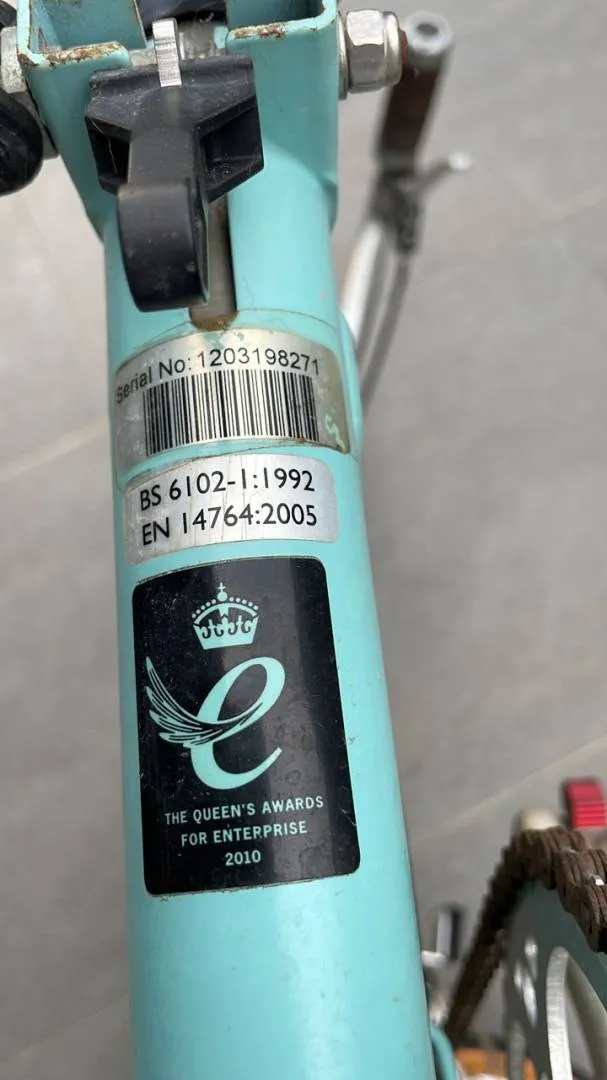 Serial No: 1203198271
BS 6102-1:1992
EN 14764:2005
e
THE QUEEN'S AWARDS
FOR ENTERPRISE
2010